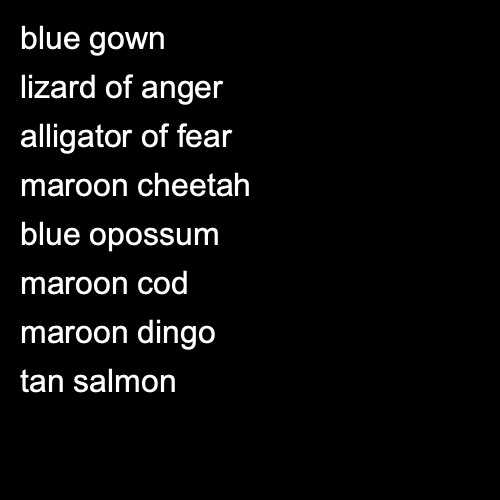 blue gown
lizard of anger
alligator of fear
maroon cheetah
blue opossum
maroon cod
maroon dingo
tan salmon